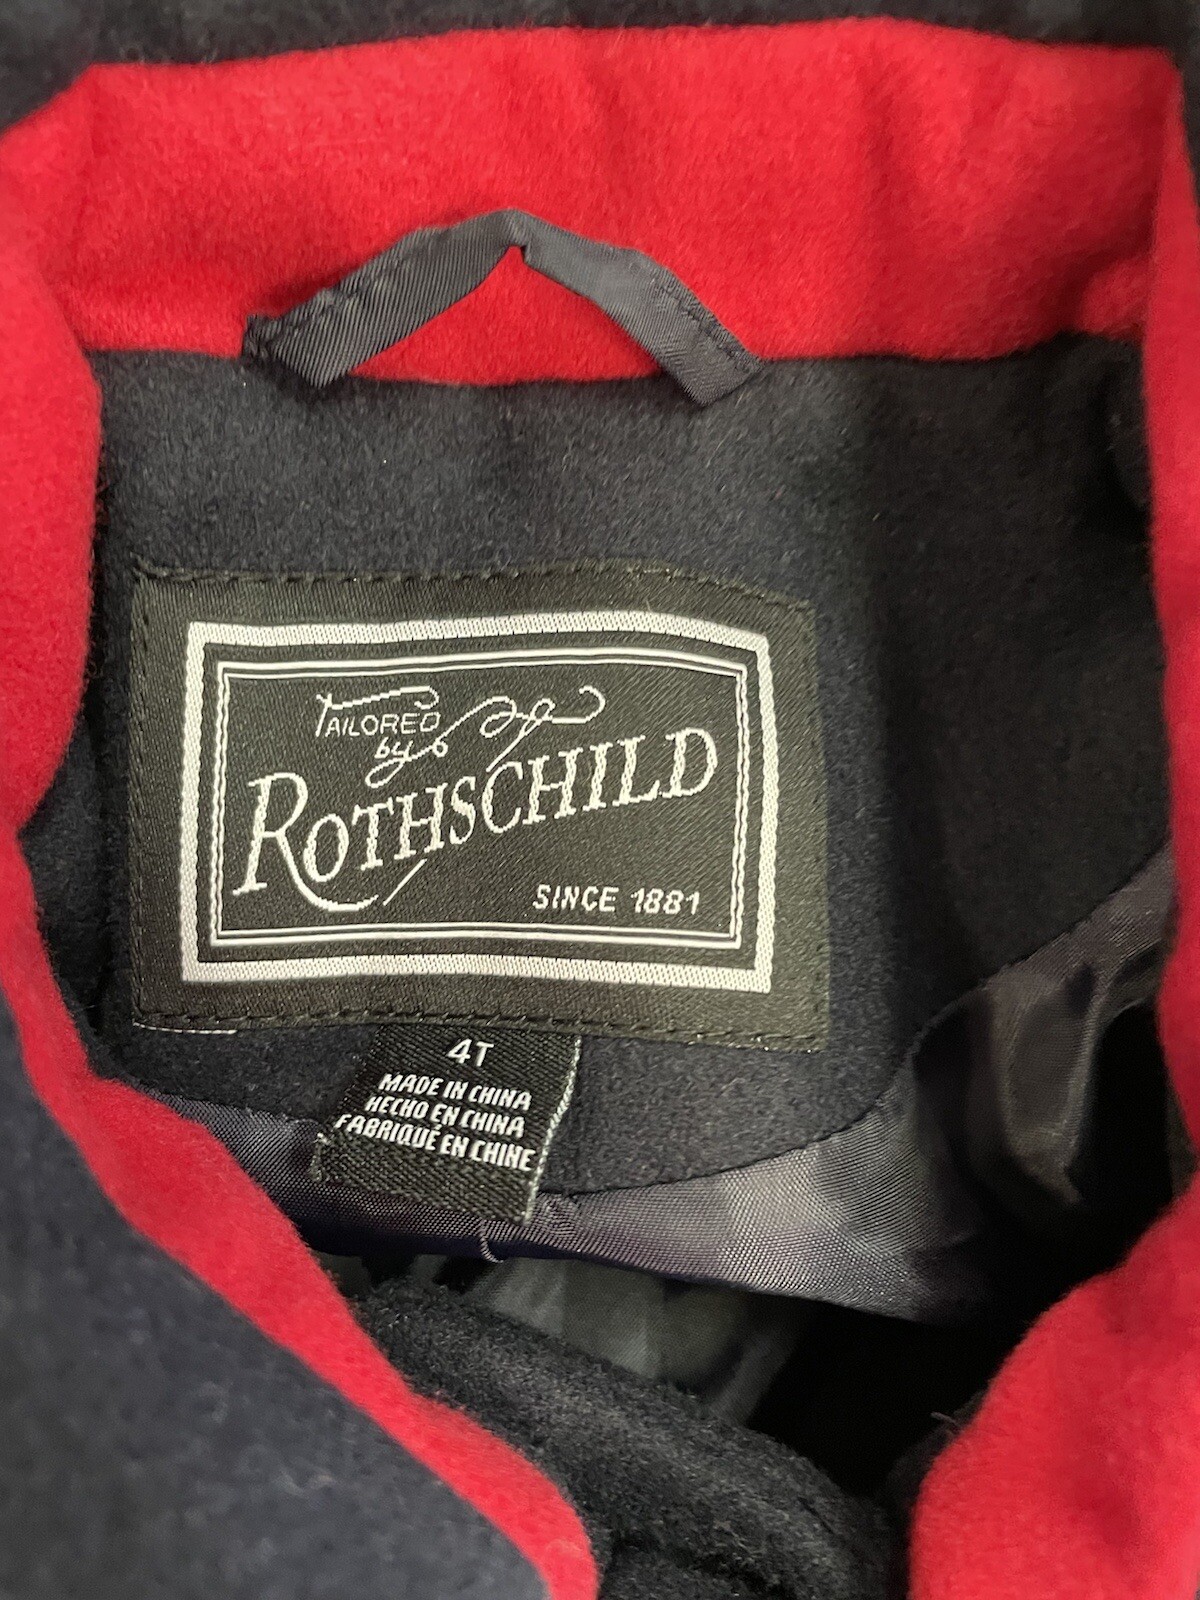 TAILORED
by
ROTHSCHILD
SINCE 1881
4T
MADE IN CHINA
HECHO EN CHINA
FABRIQUÉ EN CHINE